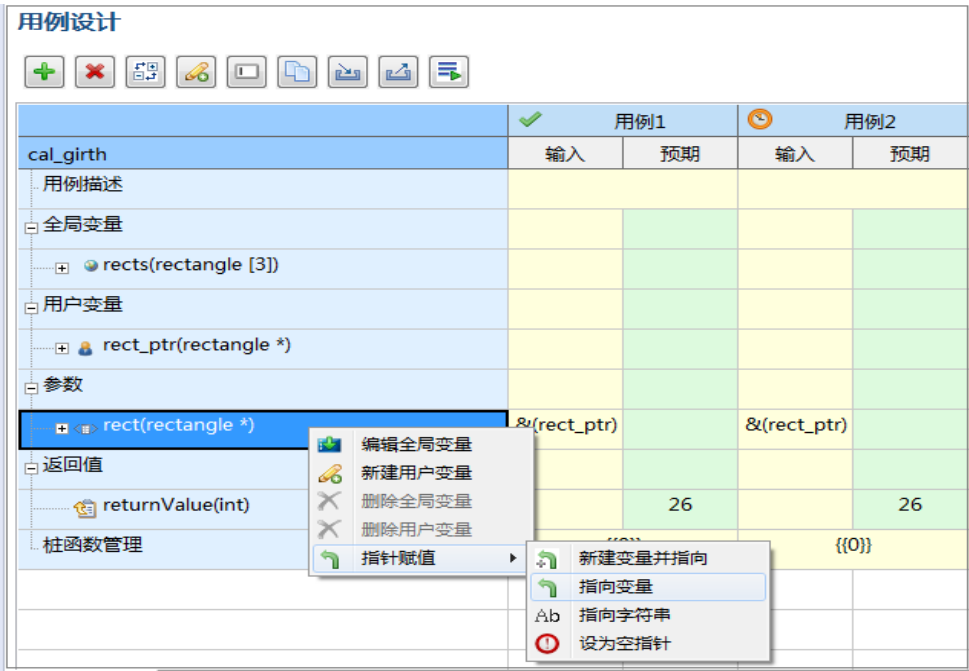 用例设计
用例1 用例2
cal_girth 输入 预期 输入 预期
用例描述
全局变量
rects(rectangle [3])
用户变量
rect_ptr(rectangle *)
参数
rect(rectangle *) &(rect_ptr) &(rect_ptr)
编辑全局变量
返回值 新建用户变量
returnValue(int) 删除全局变量 26 26
桩函数管理 删除用户变量 {{0}} {{0}}
指针赋值 新建变量并指向
指向变量
Ab 指向字符串
设为空指针